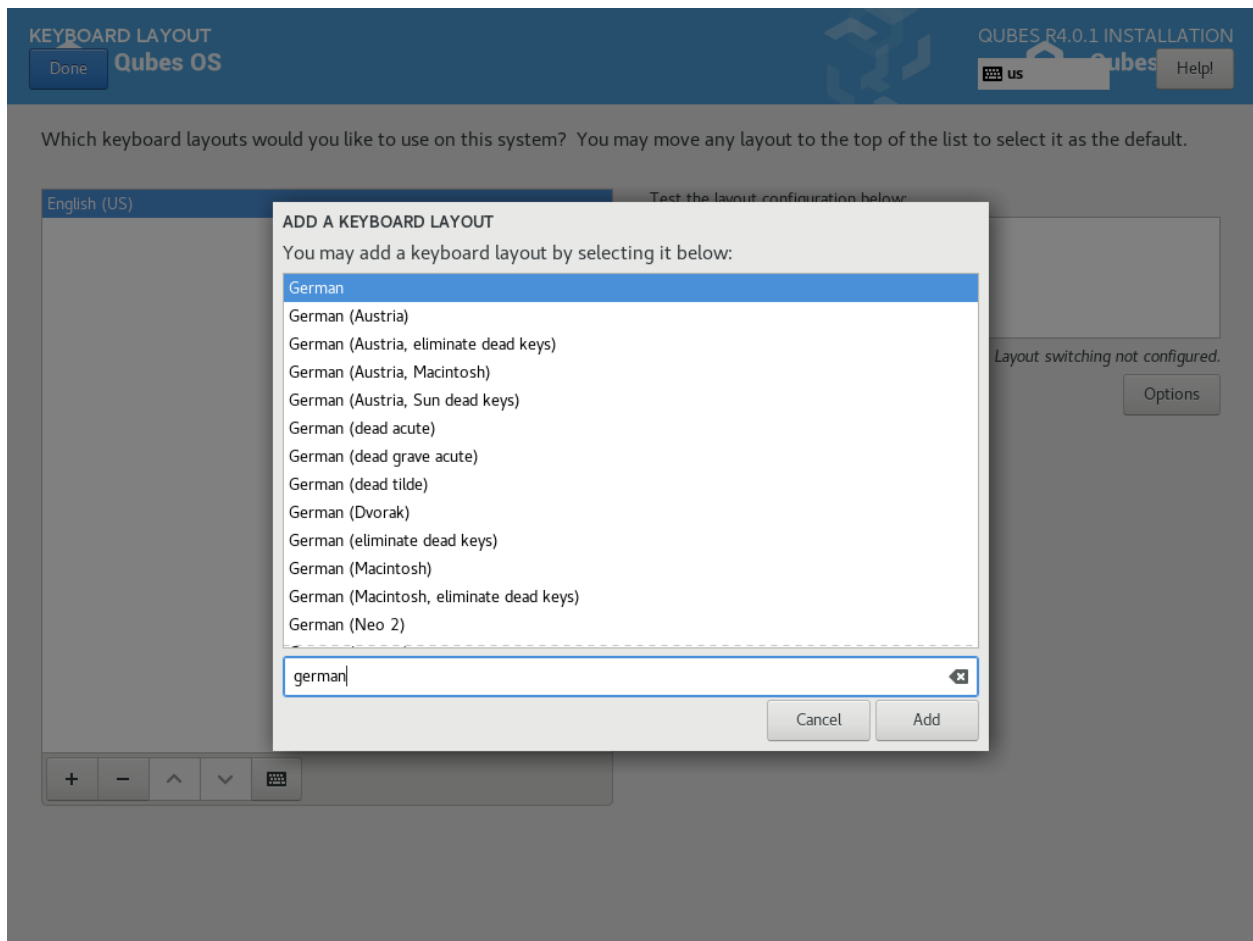 KEYBOARD LAYOUT
QUBES R4.0.1 INSTALLATION
Done
Qubes OS
us
Help!
Which keyboard layouts would you like to use on this system? You may move any layout to the top of the list to select it as the default.
English (US)
Test the layout configuration below:
ADD A KEYBOARD LAYOUT
You may add a keyboard layout by selecting it below:
German
German (Austria)
German (Austria, eliminate dead keys)
German (Austria, Macintosh)
German (Austria, Sun dead keys)
German (dead acute)
German (dead grave acute)
German (dead tilde)
German (Dvorak)
German (eliminate dead keys)
German (Macintosh)
German (Macintosh, eliminate dead keys)
German (Neo 2)
Layout switching not configured.
Options
german
Cancel
Add